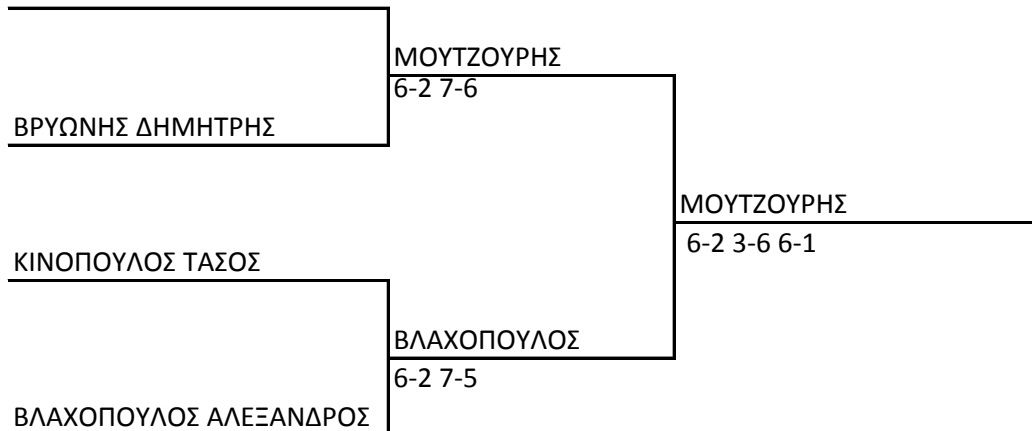 ΜΟΥΤΖΟΥΡΗΣ
6-2 7-6
ΒΡΥΩΝΗΣ ΔΗΜΗΤΡΗΣ
ΜΟΥΤΖΟΥΡΗΣ
6-2 3-6 6-1
ΚΙΝΟΠΟΥΛΟΣ ΤΑΣΟΣ
ΒΛΑΧΟΠΟΥΛΟΣ
6-2 7-5
ΒΛΑΧΟΠΟΥΛΟΣ ΑΛΕΞΑΝΔΡΟΣ